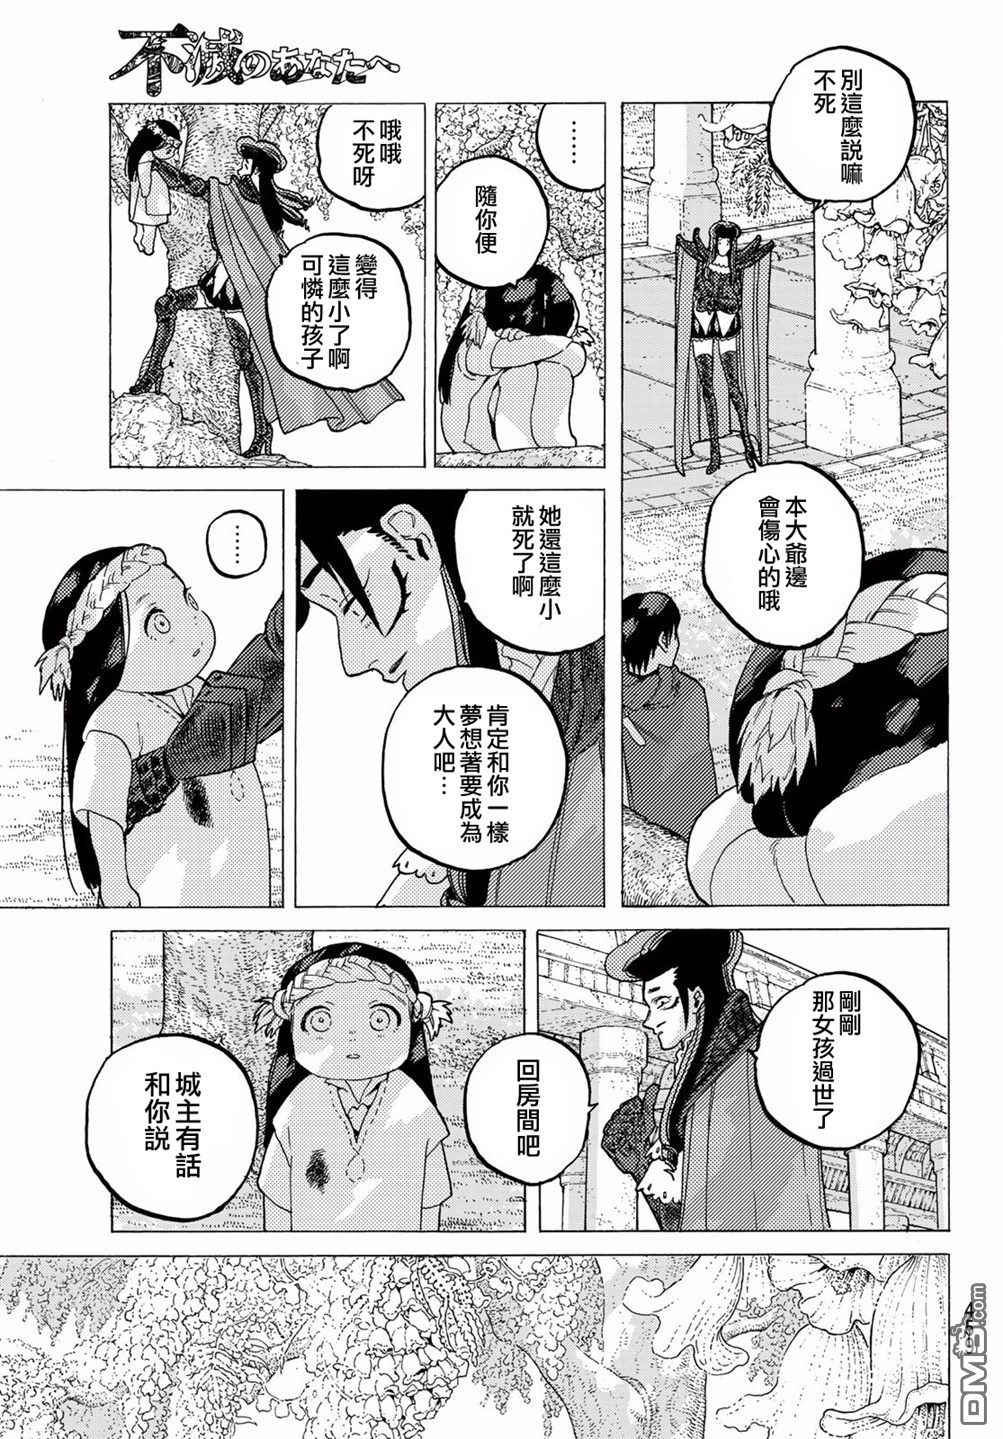 不滅のあなたへ
別這麼說嘛
不死
本大爺邊
會傷心的哦
……
隨你便
哦哦
不死呀
變得
這麼小了啊
可憐的孩子
她還這麼小
就死了啊
肯定和你一樣
夢想著要成為
大人吧…
……
剛剛
那女孩過世了
回房間吧
城主有話
和你說
DM5.com